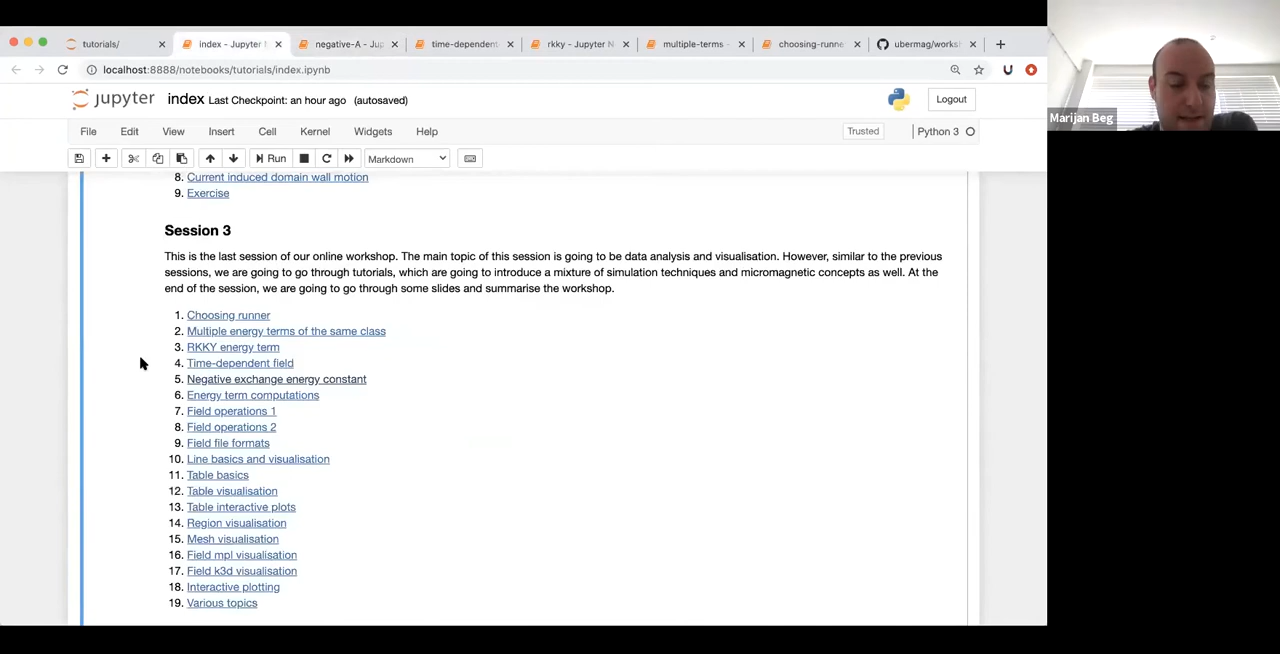 tutorials/
index - Jupyter N
negative-A - Jup
time-dependent
rkky - Jupyter N
multiple-terms -
choosing-runne
ubermag/works
localhost:8888/notebooks/tutorials/index.ipynb
jupyter index Last Checkpoint: an hour ago (autosaved)
Logout
File Edit View Insert Cell Kernel Widgets Help
Trusted
Python 3
Run
Markdown
8. Current induced domain wall motion
9. Exercise
Session 3
This is the last session of our online workshop. The main topic of this session is going to be data analysis and visualisation. However, similar to the previous
sessions, we are going to go through tutorials, which are going to introduce a mixture of simulation techniques and micromagnetic concepts as well. At the
end of the session, we are going to go through some slides and summarise the workshop.
1. Choosing runner
2. Multiple energy terms of the same class
3. RKKY energy term
4. Time-dependent field
5. Negative exchange energy constant
6. Energy term computations
7. Field operations 1
8. Field operations 2
9. Field file formats
10. Line basics and visualisation
11. Table basics
12. Table visualisation
13. Table interactive plots
14. Region visualisation
15. Mesh visualisation
16. Field mpl visualisation
17. Field k3d visualisation
18. Interactive plotting
19. Various topics
Marijan Beg